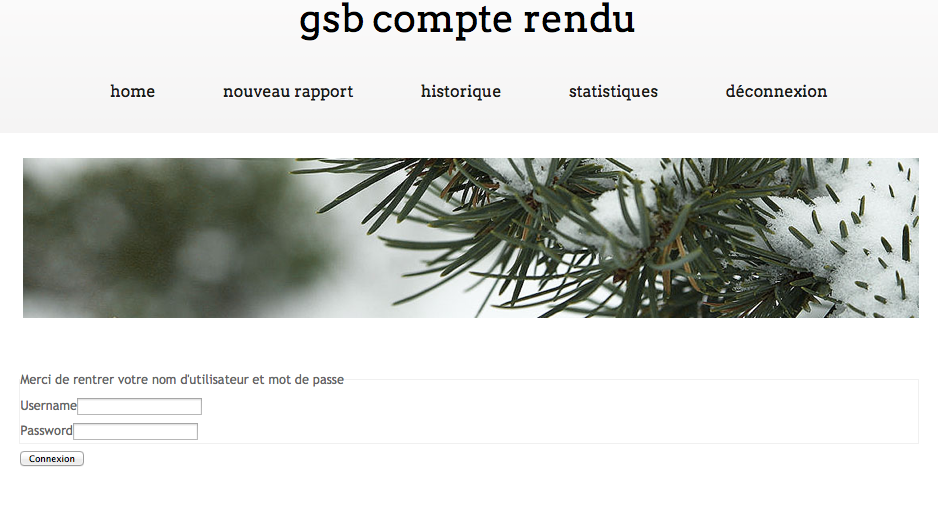 gsb compte rendu
home nouveau rapport historique statistiques déconnexion
Merci de rentrer votre nom d'utilisateur et mot de passe
Username
Password
Connexion